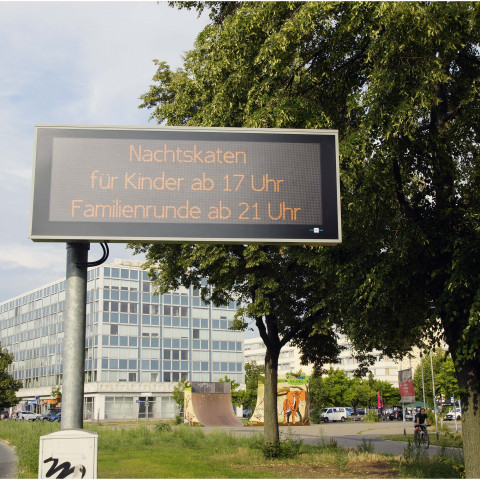 Nachtskaten
für Kinder ab 17 Uhr
Familienrunde ab 21 Uhr